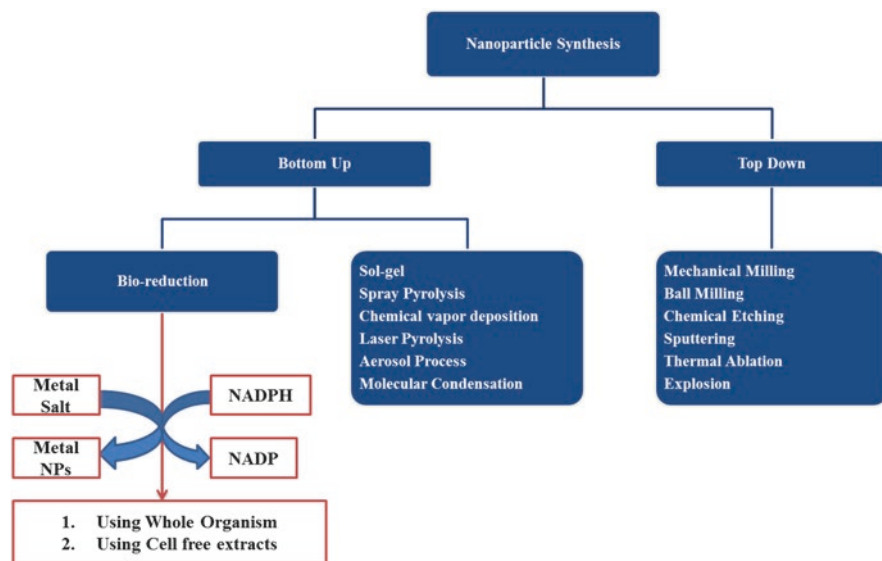 Nanoparticle Synthesis
Bottom Up
Top Down
Bio-reduction
Sol-gel
Spray Pyrolysis
Chemical vapor deposition
Laser Pyrolysis
Aerosol Process
Molecular Condensation
Mechanical Milling
Ball Milling
Chemical Etching
Sputtering
Thermal Ablation
Explosion
Metal
Salt
NADPH
Metal
NPs
NADP
1. Using Whole Organism
2. Using Cell free extracts